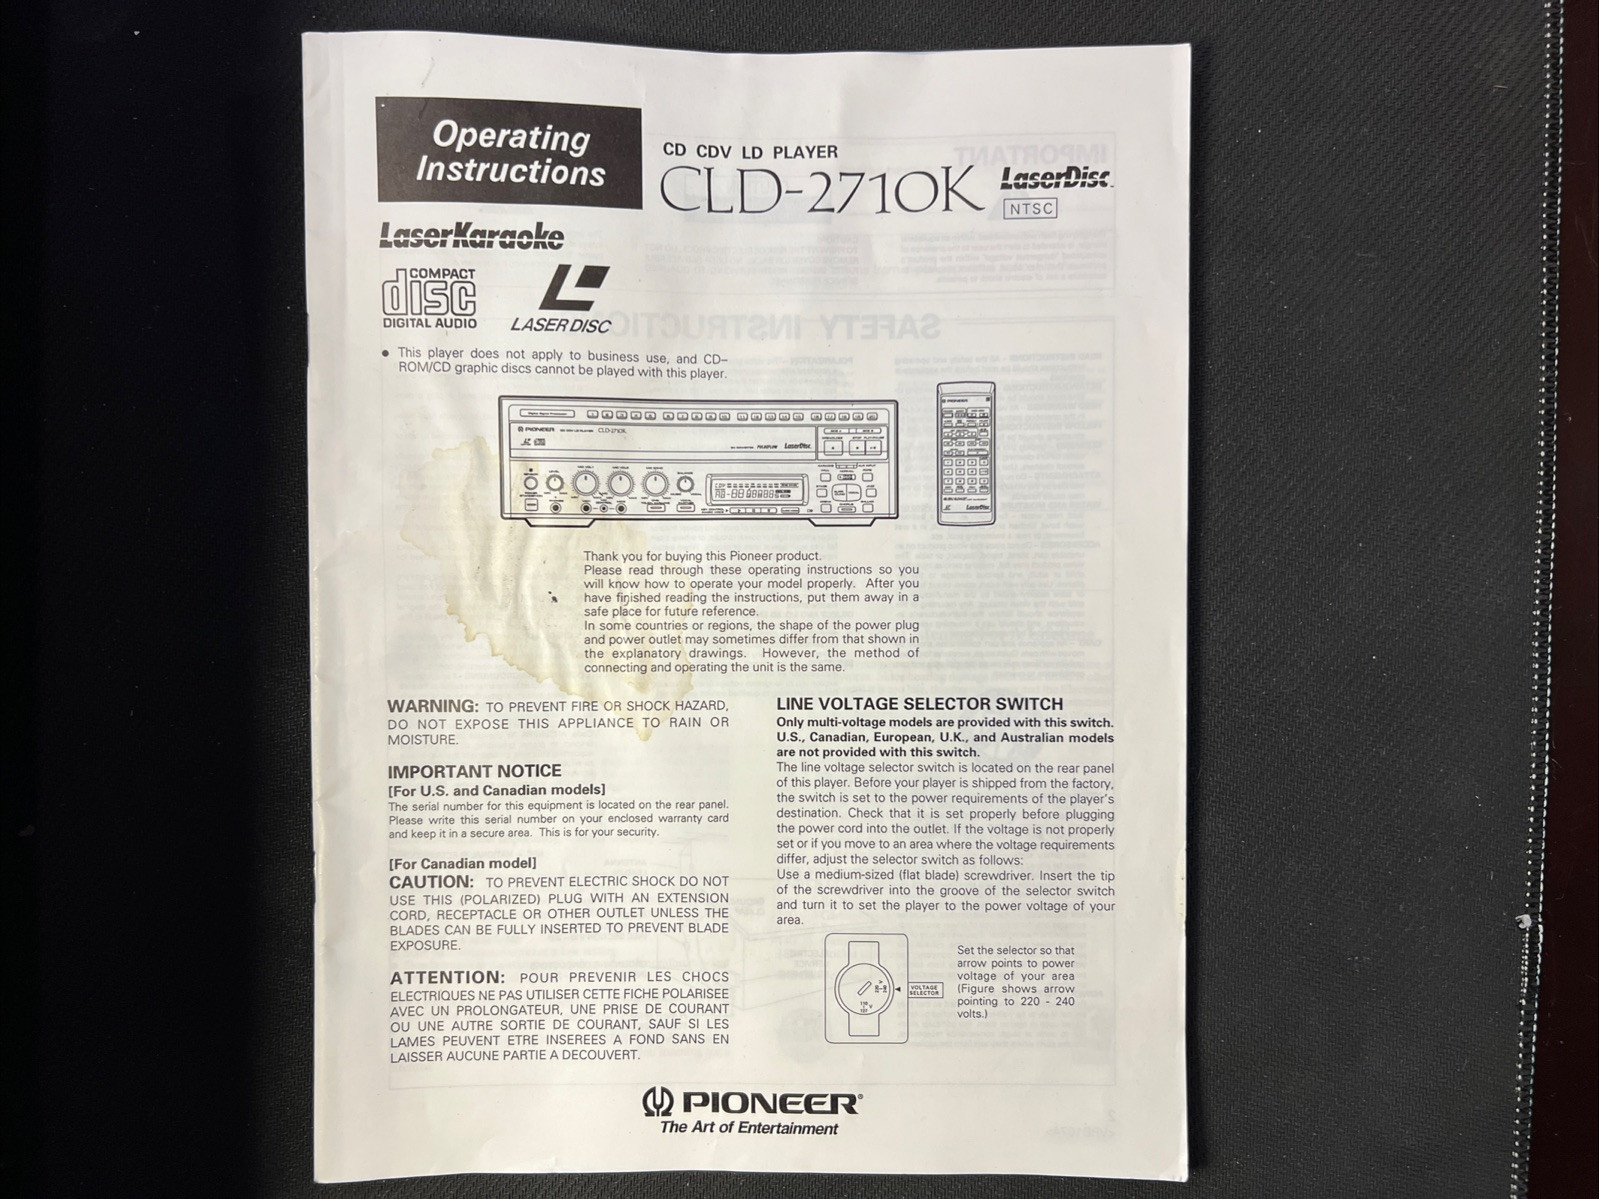 Operating
Instructions
CD CDV LD PLAYER
CLD-2710K
LaserDisc
NTSC
LaserKaraoke
COMPACT
disc
DIGITAL AUDIO
LASER DISC
● This player does not apply to business use, and CD–
ROM/CD graphic discs cannot be played with this player.
PIONEER
CLD-2710K
LaserDisc
PIONEER
LaserDisc
Thank you for buying this Pioneer product.
Please read through these operating instructions so you
will know how to operate your model properly. After you
have finished reading the instructions, put them away in a
safe place for future reference.
In some countries or regions, the shape of the power plug
and power outlet may sometimes differ from that shown in
the explanatory drawings. However, the method of
connecting and operating the unit is the same.
WARNING: TO PREVENT FIRE OR SHOCK HAZARD,
DO NOT EXPOSE THIS APPLIANCE TO RAIN OR
MOISTURE.
IMPORTANT NOTICE
[For U.S. and Canadian models]
The serial number for this equipment is located on the rear panel.
Please write this serial number on your enclosed warranty card
and keep it in a secure area. This is for your security.
[For Canadian model]
CAUTION: TO PREVENT ELECTRIC SHOCK DO NOT
USE THIS (POLARIZED) PLUG WITH AN EXTENSION
CORD, RECEPTACLE OR OTHER OUTLET UNLESS THE
BLADES CAN BE FULLY INSERTED TO PREVENT BLADE
EXPOSURE.
ATTENTION: POUR PREVENIR LES CHOCS
ELECTRIQUES NE PAS UTILISER CETTE FICHE POLARISEE
AVEC UN PROLONGATEUR, UNE PRISE DE COURANT
OU UNE AUTRE SORTIE DE COURANT, SAUF SI LES
LAMES PEUVENT ETRE INSEREES A FOND SANS EN
LAISSER AUCUNE PARTIE A DECOUVERT.
LINE VOLTAGE SELECTOR SWITCH
Only multi-voltage models are provided with this switch.
U.S., Canadian, European, U.K., and Australian models
are not provided with this switch.
The line voltage selector switch is located on the rear panel
of this player. Before your player is shipped from the factory,
the switch is set to the power requirements of the player's
destination. Check that it is set properly before plugging
the power cord into the outlet. If the voltage is not properly
set or if you move to an area where the voltage requirements
differ, adjust the selector switch as follows:
Use a medium-sized (flat blade) screwdriver. Insert the tip
of the screwdriver into the groove of the selector switch
and turn it to set the player to the power voltage of your
area.
VOLTAGE
SELECTOR
Set the selector so that
arrow points to power
voltage of your area
(Figure shows arrow
pointing to 220 - 240
volts.)
PIONEER®
The Art of Entertainment